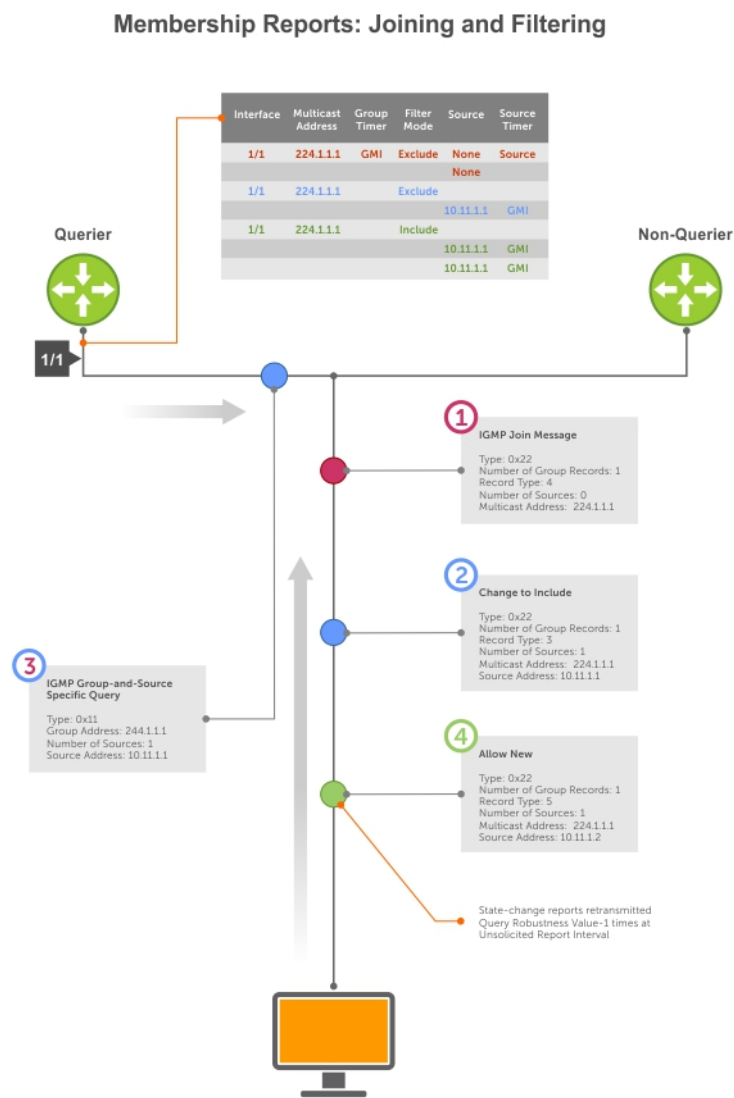 Membership Reports: Joining and Filtering
Interface Multicast Address Group Timer Filter Mode Source Source Timer
1/1 224.1.1.1 GMI Exclude None Source
None
1/1 224.1.1.1 Exclude
10.11.1.1 GMI
1/1 224.1.1.1 Include
10.11.1.1 GMI
10.11.1.1 GMI
Querier
Non-Querier
1/1
1
IGMP Join Message
Type: 0x22
Number of Group Records: 1
Record Type: 4
Number of Sources: 0
Multicast Address: 224.1.1.1
2
Change to Include
Type: 0x22
Number of Group Records: 1
Record Type: 3
Number of Sources: 1
Multicast Address: 224.1.1.1
Source Address: 10.11.1.1
3
IGMP Group-and-Source
Specific Query
Type: 0x11
Group Address: 244.1.1.1
Number of Sources: 1
Source Address: 10.11.1.1
4
Allow New
Type: 0x22
Number of Group Records: 1
Record Type: 5
Number of Sources: 1
Multicast Address: 224.1.1.1
Source Address: 10.11.1.2
State-change reports retransmitted
Query Robustness Value-1 times at
Unsolicited Report Interval